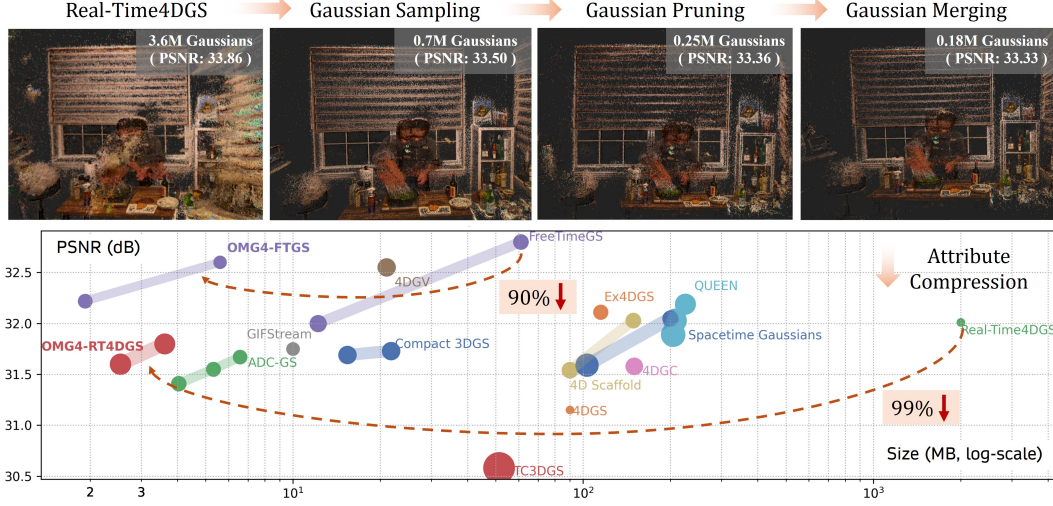 Real-Time4DGS
Gaussian Sampling
Gaussian Pruning
Gaussian Merging
3.6M Gaussians
( PSNR: 33.86 )
0.7M Gaussians
( PSNR: 33.50 )
0.25M Gaussians
( PSNR: 33.36 )
0.18M Gaussians
( PSNR: 33.33 )
PSNR (dB)
OMG4-FTGS
FreeTimeGS
4DGV
Attribute
Compression
90%
Ex4DGS
QUEEN
GIFStream
OMG4-RT4DGS
ADC-GS
Compact 3DGS
Spacetime Gaussians
Real-Time4DGS
4D Scaffold
4DGC
4DGS
99%
TC3DGS
Size (MB, log-scale)
32.5
32.0
31.5
31.0
30.5
2
3
10¹
10²
10³